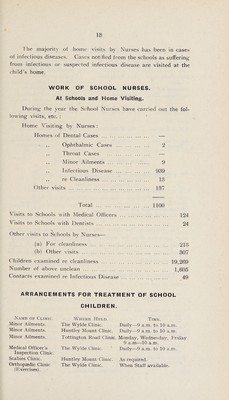 18
The majority of home visits by Nurses has been in cases
of infectious diseases. Cases notified from the schools as suffering
from infectious or suspected infectious disease are visited at the
child's home.
WORK OF SCHOOL NURSES.
At Schools and Home Visiting.
During the year the School Nurses have carried out the fol-
lowing visits, etc. :
Home Visiting by Nurses :
Homes of Dental Cases —
,, Ophthalmic Cases 2
,, Throat Cases —
,, Minor Ailments 9
,, Infectious Disease 939
,, re Cleanliness 13
Other visits 137
Total 1100
Visits to Schools with Medical Officers 124
Visits to Schools with Dentists 24
Other visits to Schools by Nurses—
(a) For cleanliness 233
(b) Other visits 307
Children examined re cleanliness 19,269
Number of above unclean 1,005
Contacts examined re Infectious Disease 49
ARRANGEMENTS FOR TREATMENT OF SCHOOL
CHILDREN.
Name of Clinic. Where Held. Time.
Minor Ailments. The Wylde Clinic. Daily—9 a.m. to 10 a.m.
Minor Ailments. Huntley Mount Clinic. Daily—9 a.m. to 10 a.m.
Minor Ailments. Tottington Road Clinic. Monday, Wednesday, Friday
9 a.m.—10 a.m.
Medical Officer's The Wylde Daily—9 a.m. to 10 a.m.
Inspection Clinic
Scabies Clinic. Huntley Mount Clinic. As required.
Orthopædic Clinic The Wylde Clinic. When Staff available.
(Exercises).